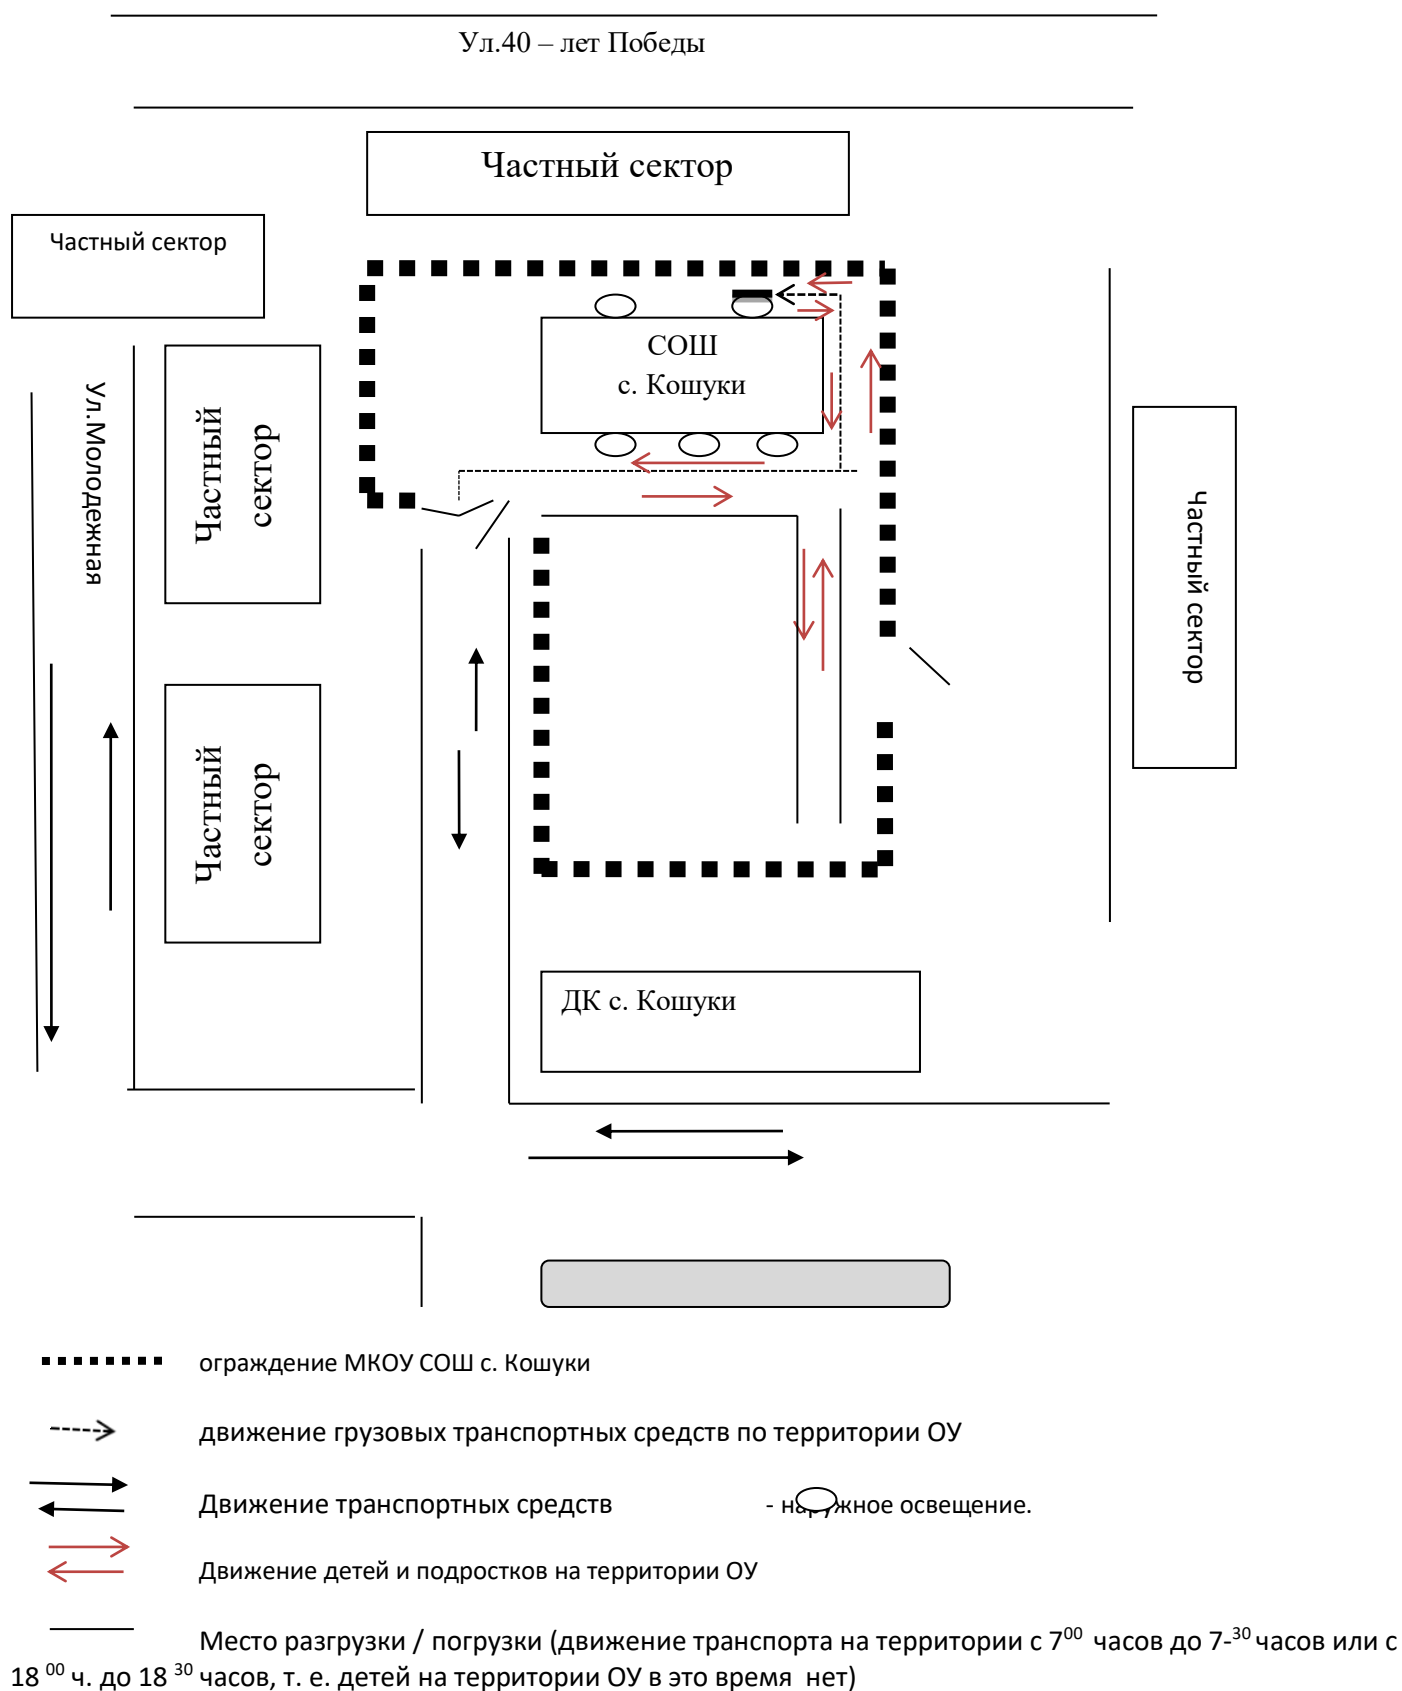 Ул.40 – лет Победы
Частный сектор
Частный сектор
СОШ
с. Кошуки
Ул.Молодежная
Частный
сектор
Частный сектор
Частный
сектор
ДК с. Кошуки
ограждение МКОУ СОШ с. Кошуки
движение грузовых транспортных средств по территории ОУ
Движение транспортных средств - наружное освещение.
Движение детей и подростков на территории ОУ
Место разгрузки / погрузки (движение транспорта на территории с 7⁰⁰ часов до 7-³⁰ часов или с
18 ⁰⁰ ч. до 18 ³⁰ часов, т. е. детей на территории ОУ в это время нет)